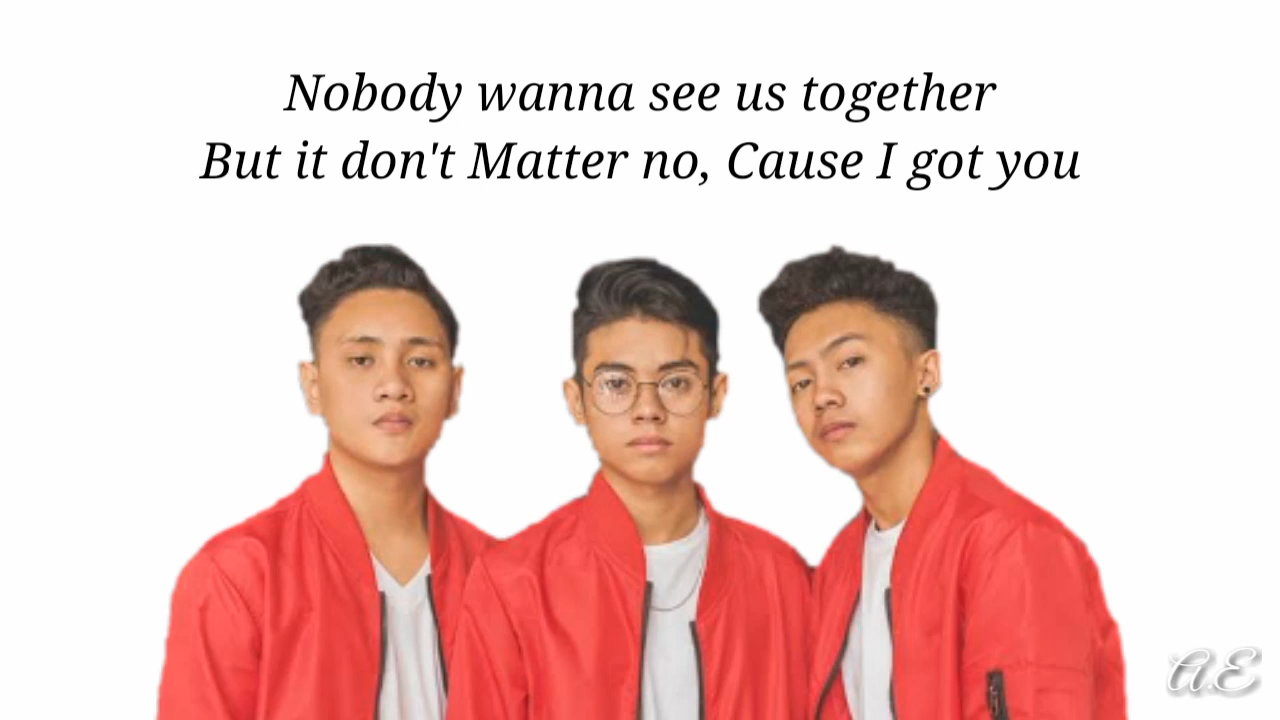 Nobody wanna see us together
But it don't Matter no, Cause I got you
A.E